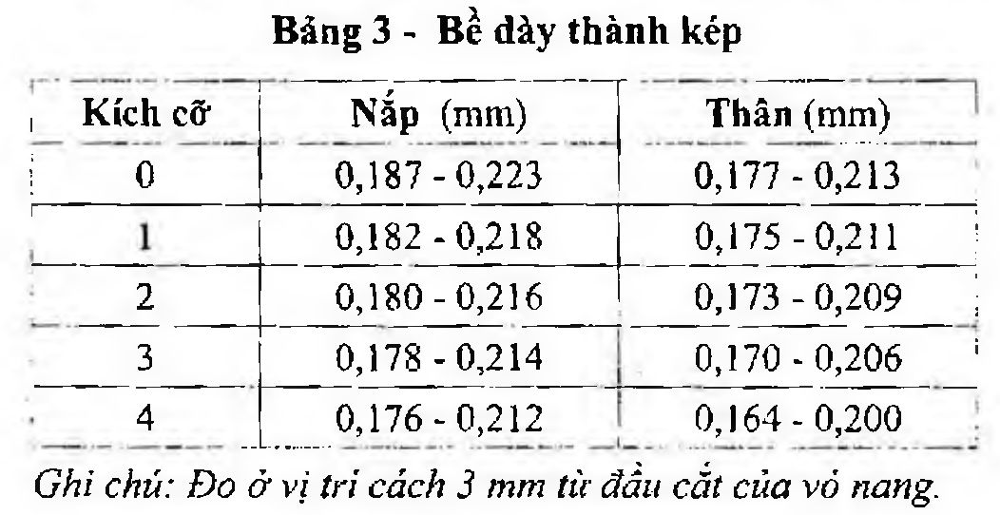 Bảng 3 - Bề dày thành kép
Kích cỡ Nắp (mm) Thân (mm)
0 0,187 - 0,223 0,177 - 0,213
1 0,182 - 0,218 0,175 - 0,211
2 0,180 - 0,216 0,173 - 0,209
3 0,178 - 0,214 0,170 - 0,206
4 0,176 - 0,212 0,164 - 0,200
Ghi chú: Đo ở vị trí cách 3 mm từ đầu cắt của vỏ nang.